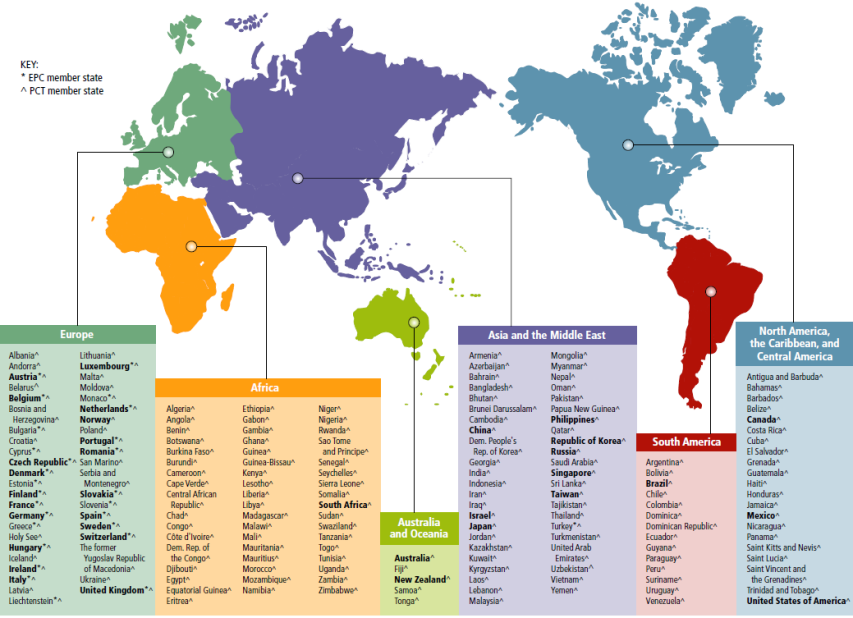 KEY:
* EPC member state
^ PCT member state
Europe
Albania^
Andorra^
Austria*^
Belarus^
Belgium*^
Bosnia and
Herzegovina^
Bulgaria*^
Croatia^
Cyprus*^
Czech Republic*^
Denmark*^
Estonia*^
Finland*^
France*^
Germany*^
Greece*^
Holy See^
Hungary*^
Iceland^
Ireland*^
Italy*^
Latvia^
Liechtenstein*^
Lithuania^
Luxembourg*^
Malta^
Moldova^
Monaco*^
Netherlands*^
Norway^
Poland^
Portugal*^
Romania*^
San Marino^
Serbia and
Montenegro^
Slovakia*^
Slovenia*^
Spain*^
Sweden*^
Switzerland*^
The former
Yugoslav Republic
of Macedonia^
Ukraine^
United Kingdom*^
Africa
Algeria^
Angola^
Benin^
Botswana^
Burkina Faso^
Burundi^
Cameroon^
Cape Verde^
Central African
Republic^
Chad^
Congo^
Côte d'Ivoire^
Dem. Rep. of
the Congo^
Djibouti^
Egypt^
Equatorial Guinea^
Eritrea^
Ethiopia^
Gabon^
Gambia^
Ghana^
Guinea^
Guinea-Bissau^
Kenya^
Lesotho^
Liberia^
Libya^
Madagascar^
Malawi^
Mali^
Mauritania^
Mauritius^
Morocco^
Mozambique^
Namibia^
Niger^
Nigeria^
Rwanda^
Sao Tome
and Principe^
Senegal^
Seychelles^
Sierra Leone^
Somalia^
South Africa^
Sudan^
Swaziland^
Tanzania^
Togo^
Tunisia^
Uganda^
Zambia^
Zimbabwe^
Australia
and Oceania
Australia^
Fiji^
New Zealand^
Samoa^
Tonga^
Asia and the Middle East
Armenia^
Azerbaijan^
Bahrain^
Bangladesh^
Bhutan^
Brunei Darussalam^
Cambodia^
China^
Dem. People's
Rep. of Korea^
Georgia^
India^
Indonesia^
Iran^
Iraq^
Israel^
Japan^
Jordan^
Kazakhstan^
Kuwait^
Kyrgyzstan^
Laos^
Lebanon^
Malaysia^
Mongolia^
Myanmar^
Nepal^
Oman^
Pakistan^
Papua New Guinea^
Philippines^
Qatar^
Republic of Korea^
Russia^
Saudi Arabia^
Singapore^
Sri Lanka^
Taiwan^
Tajikistan^
Thailand^
Turkey*^
Turkmenistan^
United Arab
Emirates^
Uzbekistan^
Vietnam^
Yemen^
South America
Argentina^
Bolivia^
Brazil^
Chile^
Colombia^
Dominica^
Dominican Republic^
Ecuador^
Guyana^
Paraguay^
Peru^
Suriname^
Uruguay^
Venezuela^
North America,
the Caribbean, and
Central America
Antigua and Barbuda^
Bahamas^
Barbados^
Belize^
Canada^
Costa Rica^
Cuba^
El Salvador^
Grenada^
Guatemala^
Haiti^
Honduras^
Jamaica^
Mexico^
Nicaragua^
Panama^
Saint Kitts and Nevis^
Saint Lucia^
Saint Vincent and
the Grenadines^
Trinidad and Tobago^
United States of America^